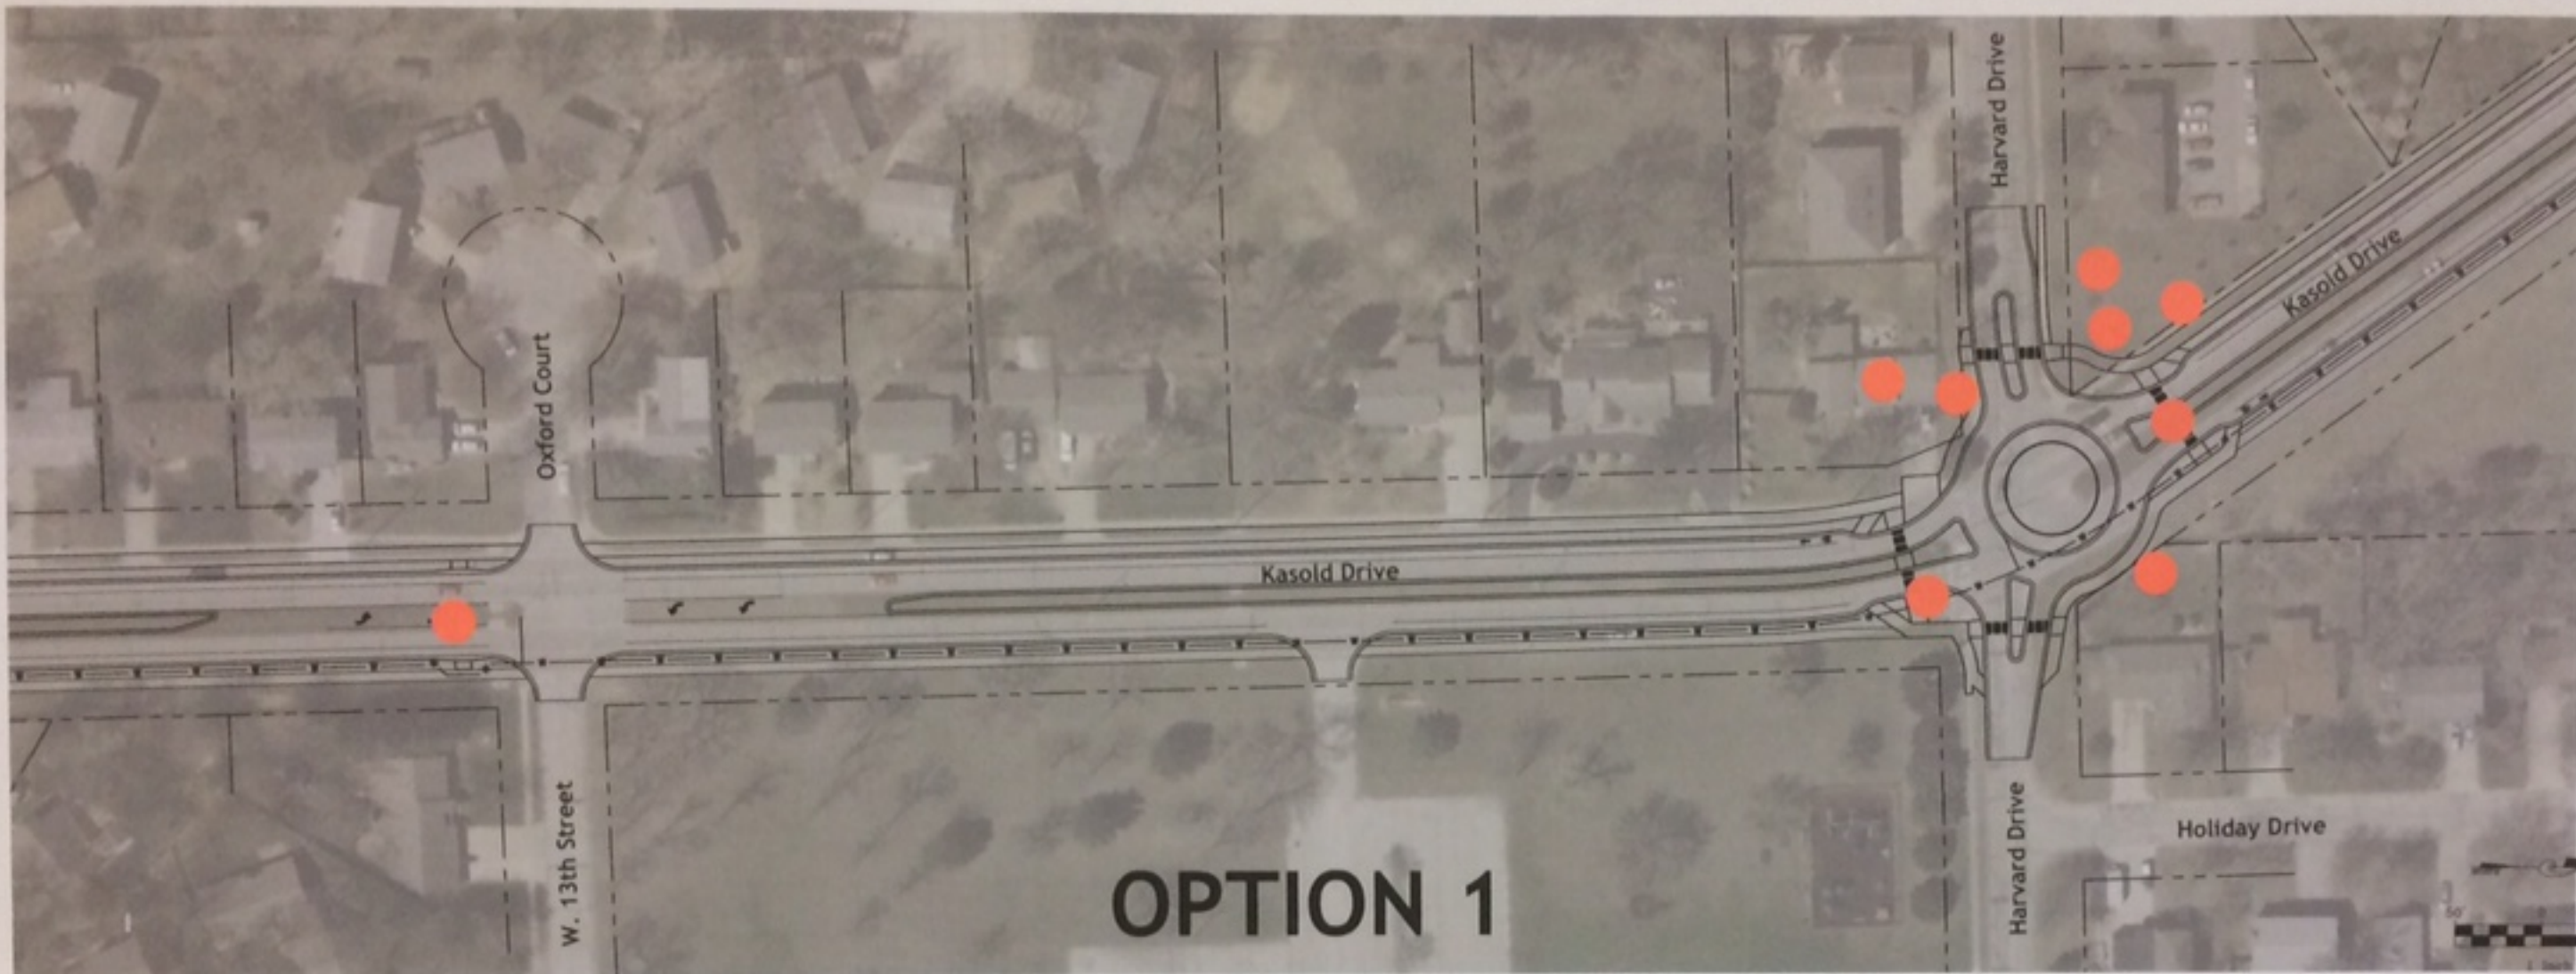 Harvard Drive
Kasold Drive
Oxford Court
Kasold Drive
W. 13th Street
Harvard Drive
Holiday Drive
OPTION 1